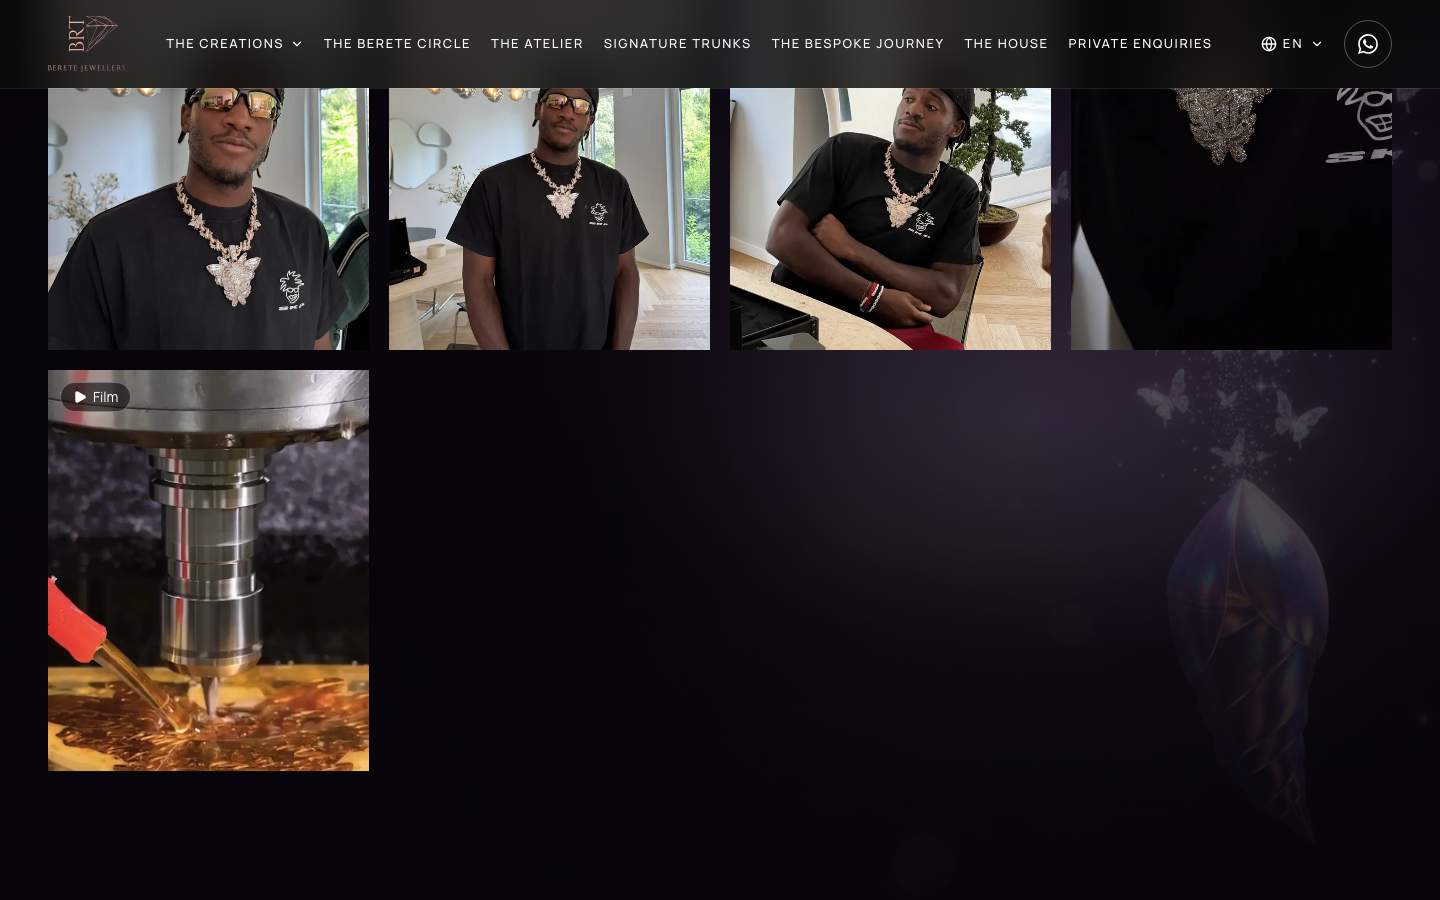 BRT
BERETE JEWELLERS
THE CREATIONS
THE BERETE CIRCLE
THE ATELIER
SIGNATURE TRUNKS
THE BESPOKE JOURNEY
THE HOUSE
PRIVATE ENQUIRIES
EN
Film